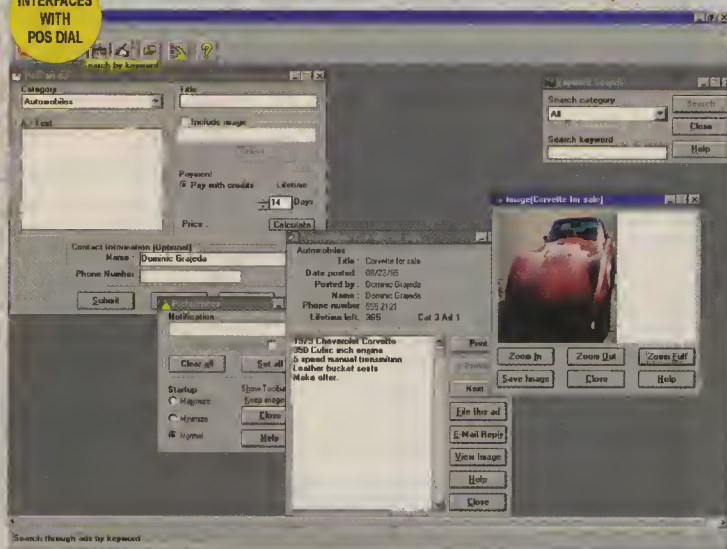 INTERFACES
WITH
POS DIAL
Search by keyword
Category
Automobiles
Title
Include image
Payment
Pay with credits
Lifetime
14 Days
Price :
Calculate
Contact Information (Optional)
Name : Dominic Grajeda
Phone Number
Submit
Search category
All
Search
Close
Search keyword
Help
Preferences
Notification
Clear all
Set all
Startup
Maximize
Minimize
Normal
Show Toolbar
Keep image
Close
Help
Automobiles
Title : Corvette for sale
Date posted
Posted by . Dominic Grajeda
Name : Dominic Grajeda
Phone number 555 2121
Lifetime left. 365 Cat 3 Ad 1
350 Cubic inch engine
5 speed manual
Leather bucket seats
Make offer.
Print
Next
File this ad
E-Mail Reply
View Image
Help
Close
Image[Corvette for sale]
Zoom In
Zoom Out
Zoom Full
Save Image
Close
Help
Search through ads by keyword